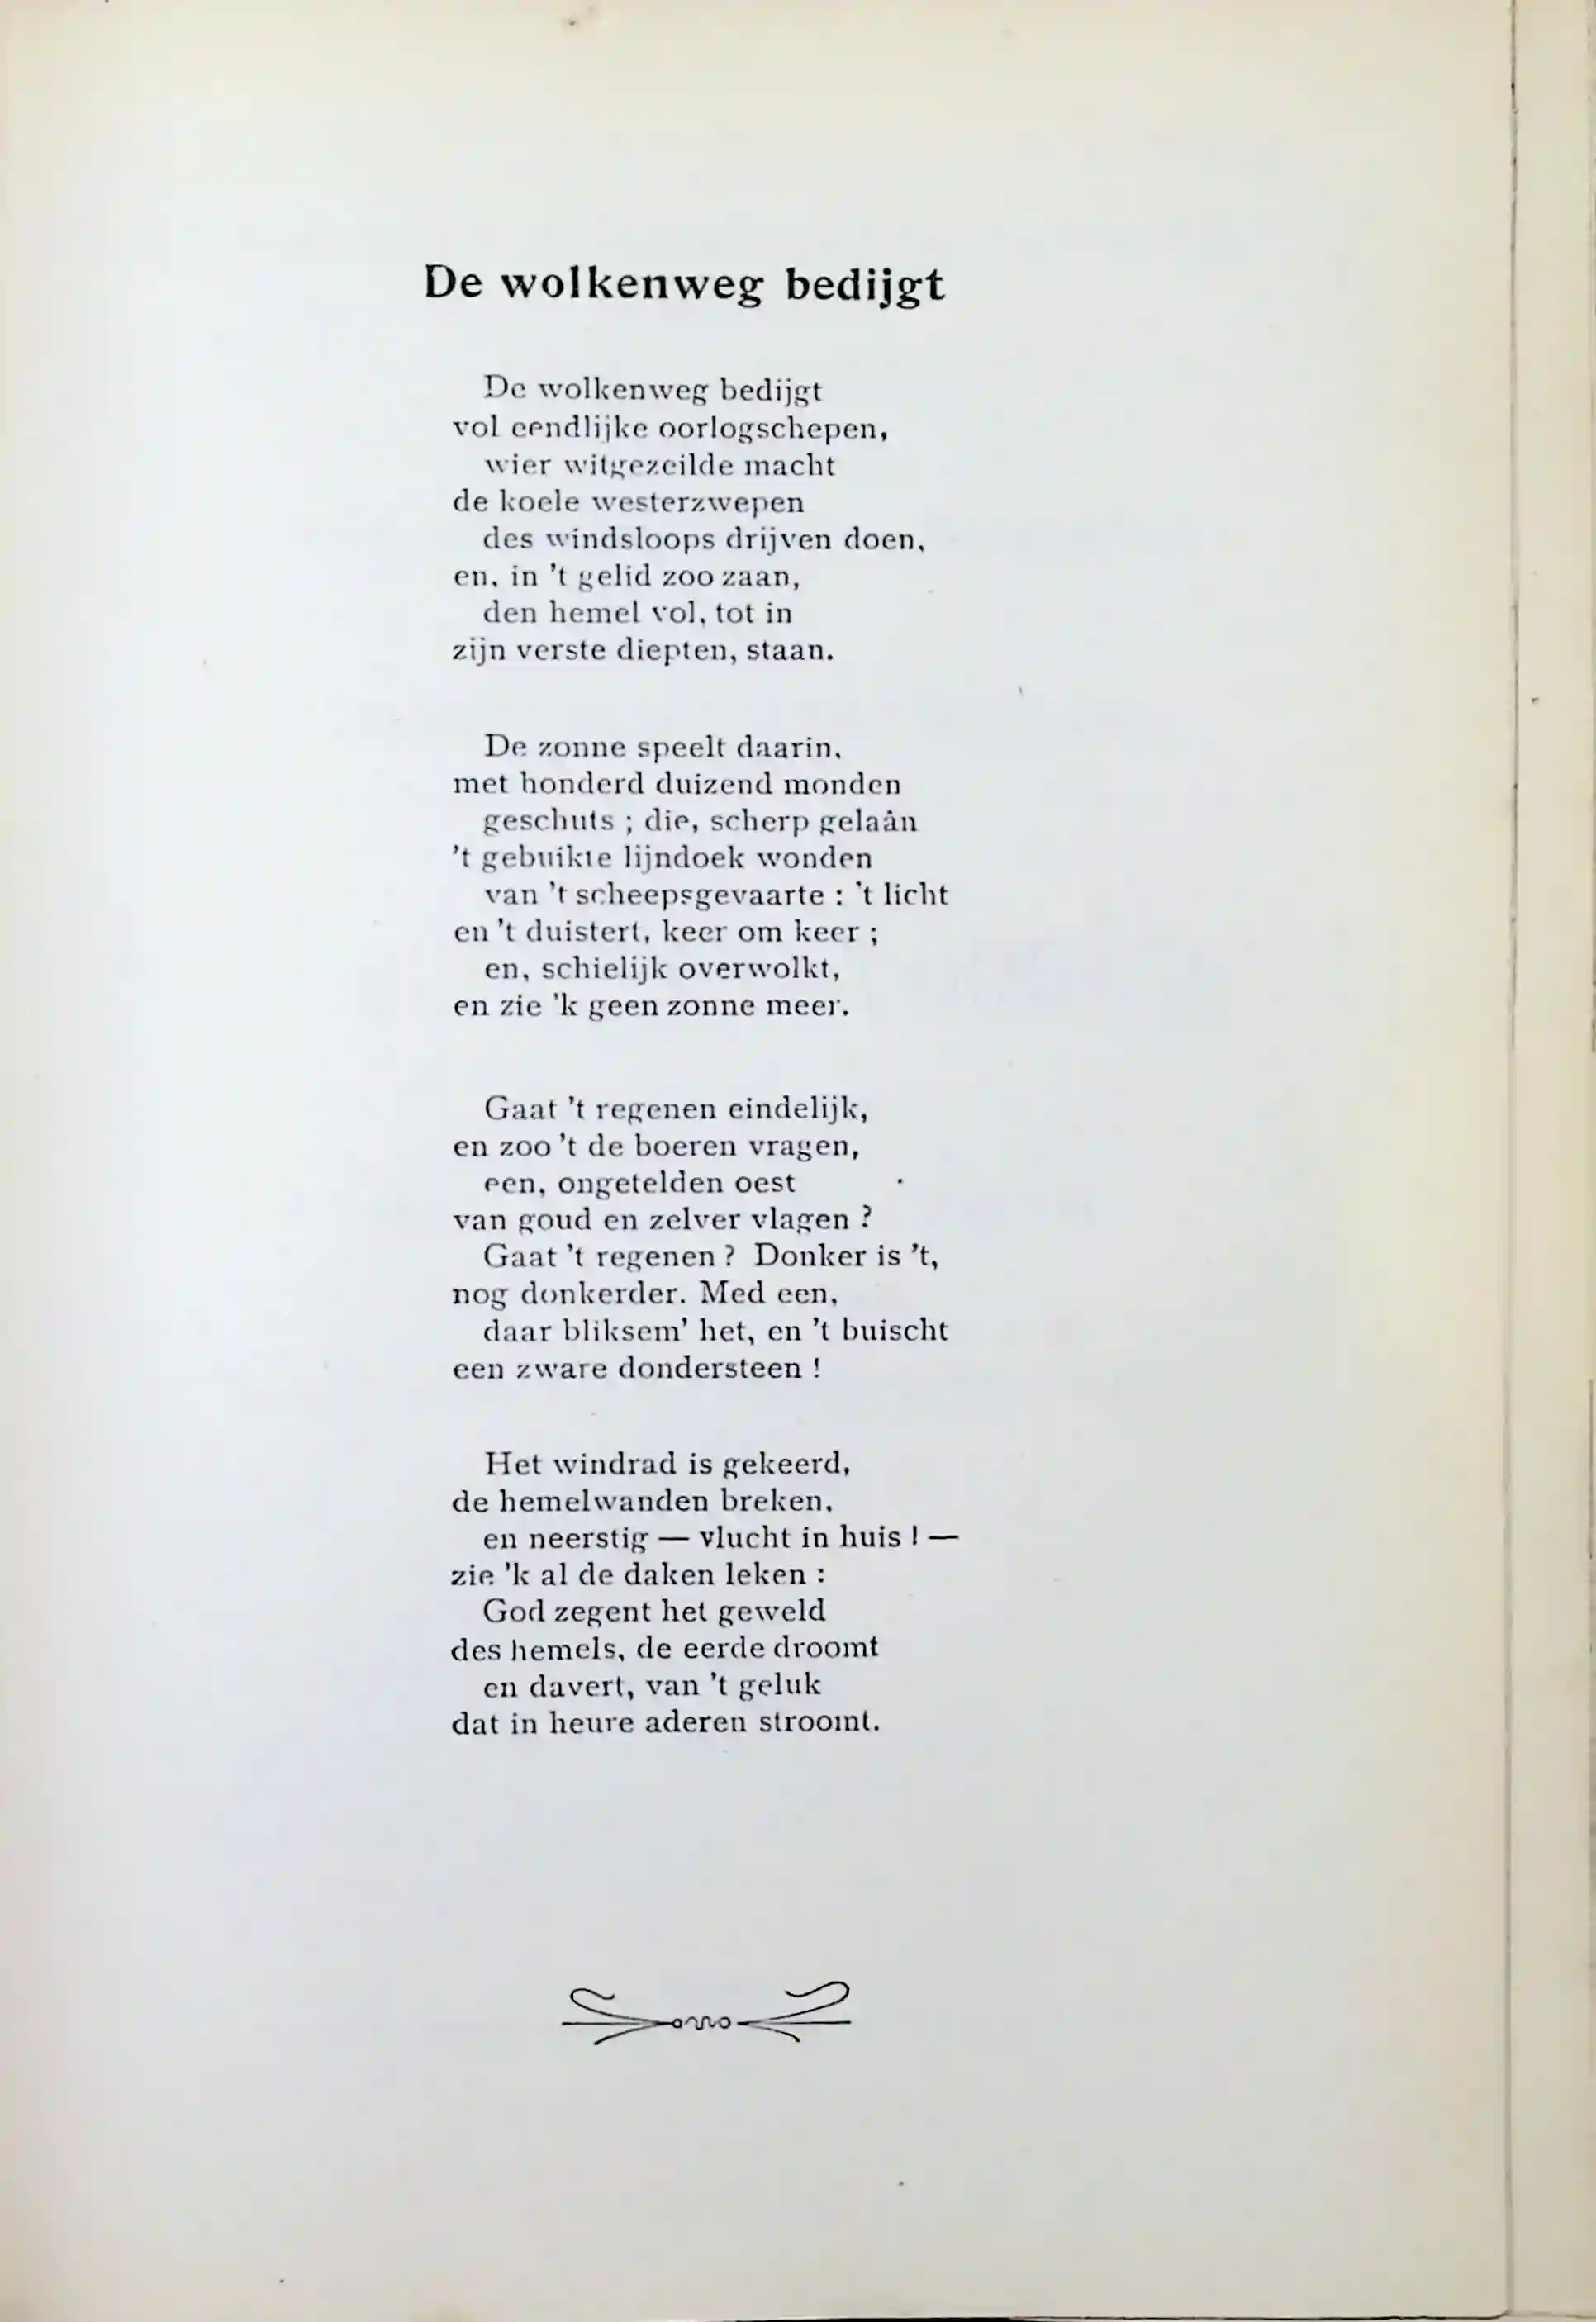 De wolkenweg bedijgt
De wolkenweg bedijgt
vol eendlijke oorlogschepen,
wier witgezeilde macht
de koele westerzwepen
des windsloops drijven doen,
en, in 't gelid zoo zaan,
den hemel vol, tot in
zijn verste diepten, staan.
De zonne speelt daarin,
met honderd duizend monden
geschuts ; die, scherp gelaân
't gebuikte lijndoek wonden
van 't scheepsgevaarte : 't licht
en 't duistert, keer om keer ;
en, schielijk overwolkt,
en zie 'k geen zonne meer.
Gaat 't regenen eindelijk,
en zoo 't de boeren vragen,
een, ongetelden oest
van goud en zelver vlagen ?
Gaat 't regenen ? Donker is 't,
nog donkerder. Med een,
daar bliksem' het, en 't buischt
een zware dondersteen !
Het windrad is gekeerd,
de hemelwanden breken,
en neerstig — vlucht in huis ! —
zie 'k al de daken leken :
God zegent het geweld
des hemels, de eerde droomt
en davert, van 't geluk
dat in heure aderen stroomt.